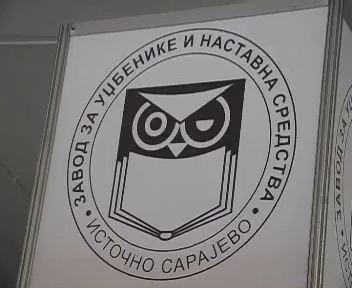 ЗАВОД ЗА УЏБЕНИКЕ И НАСТАВНА СРЕДСТВА
• ИСТОЧНО САРАЈЕВО •